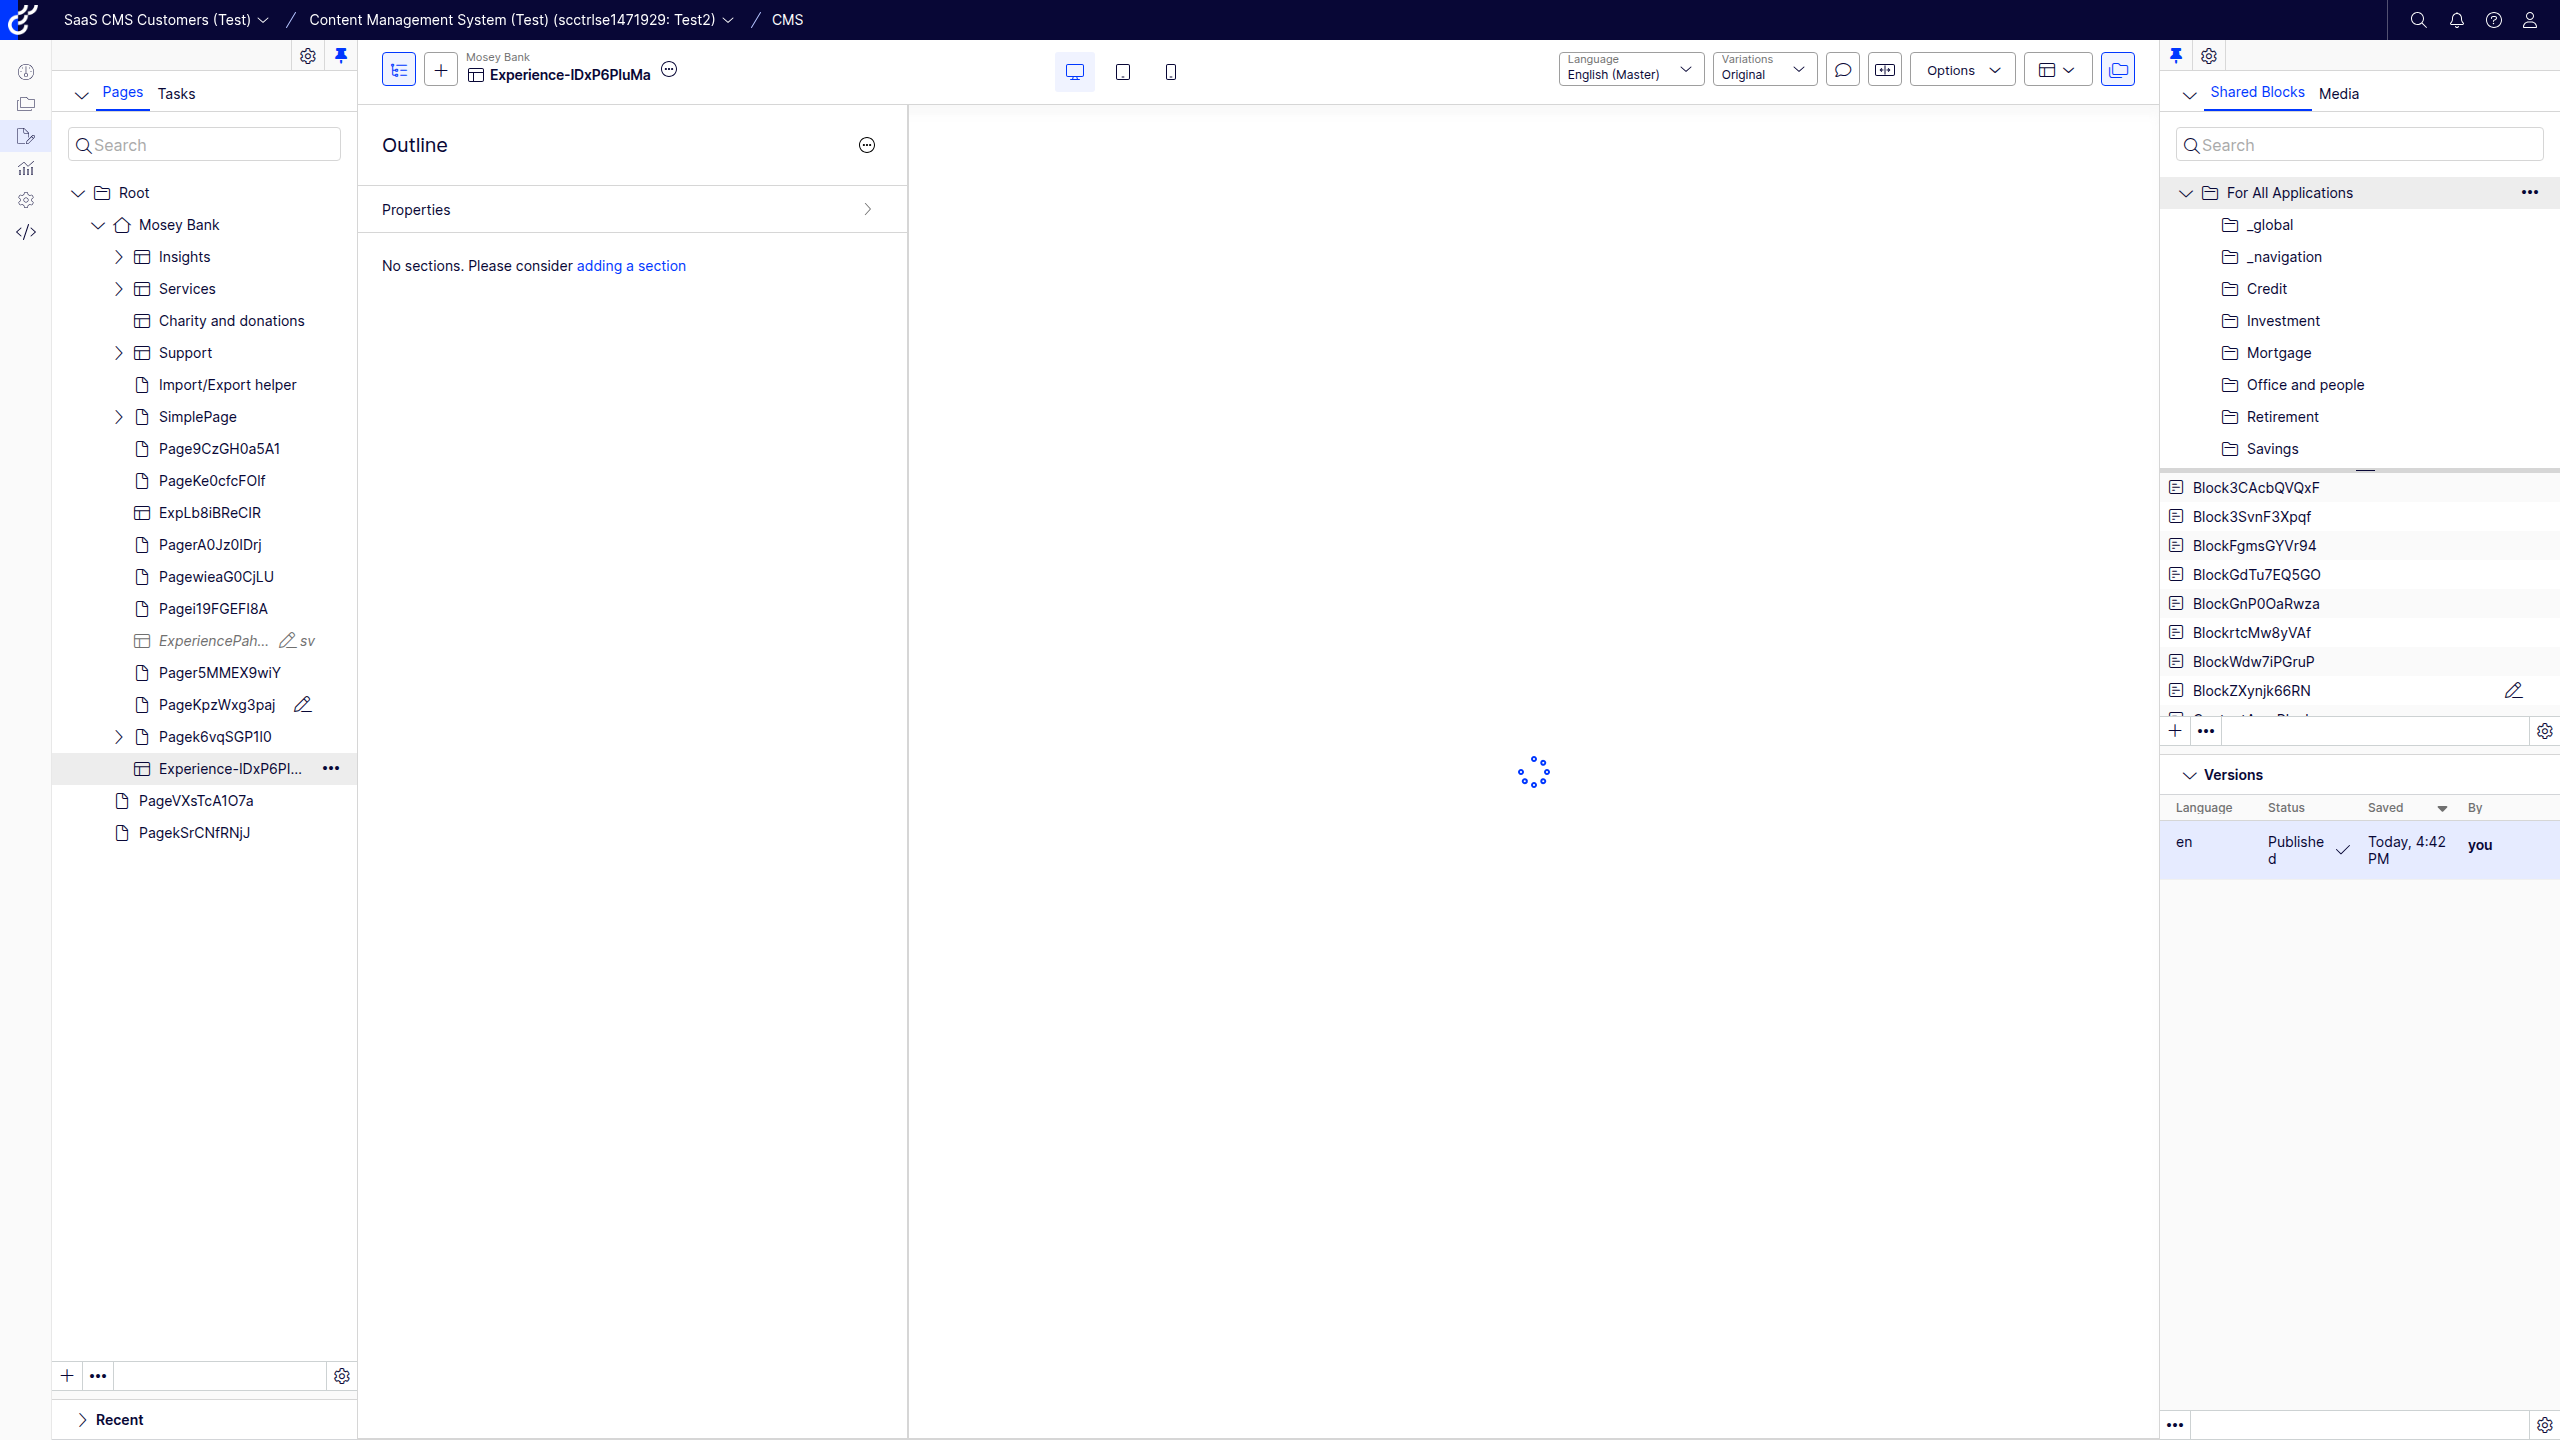 SaaS CMS Customers (Test) / Content Management System (Test) (scctrlse1471929: Test2) / CMS
Pages Tasks
Search
Root
Mosey Bank
Insights
Services
Charity and donations
Support
Import/Export helper
SimplePage
Page9CzGH0a5A1
PageKe0cfcFOlf
ExpLb8iBReCIR
PagerA0Jz0IDrj
PagewieaG0CjLU
Pagei19FGEFI8A
ExperiencePah... sv
Pager5MMEX9wiY
PageKpzWxg3paj
Pagek6vqSGP1I0
Experience-IDxP6Pl...
PageVXsTcA1O7a
PagekSrCNfRNjJ
Recent
Mosey Bank
Experience-IDxP6PluMa
Language
English (Master)
Variations
Original
Options
Outline
Properties
No sections. Please consider adding a section
Shared Blocks Media
Search
For All Applications
_global
_navigation
Credit
Investment
Mortgage
Office and people
Retirement
Savings
Block3CAcbQVQxF
Block3SvnF3Xpqf
BlockFgmsGYVr94
BlockGdTu7EQ5GO
BlockGnP0OaRwza
BlockrtcMw8yVAf
BlockWdw7iPGruP
BlockZXynjk66RN
Versions
Language Status Saved By
en Publishe Today, 4:42 you
d PM